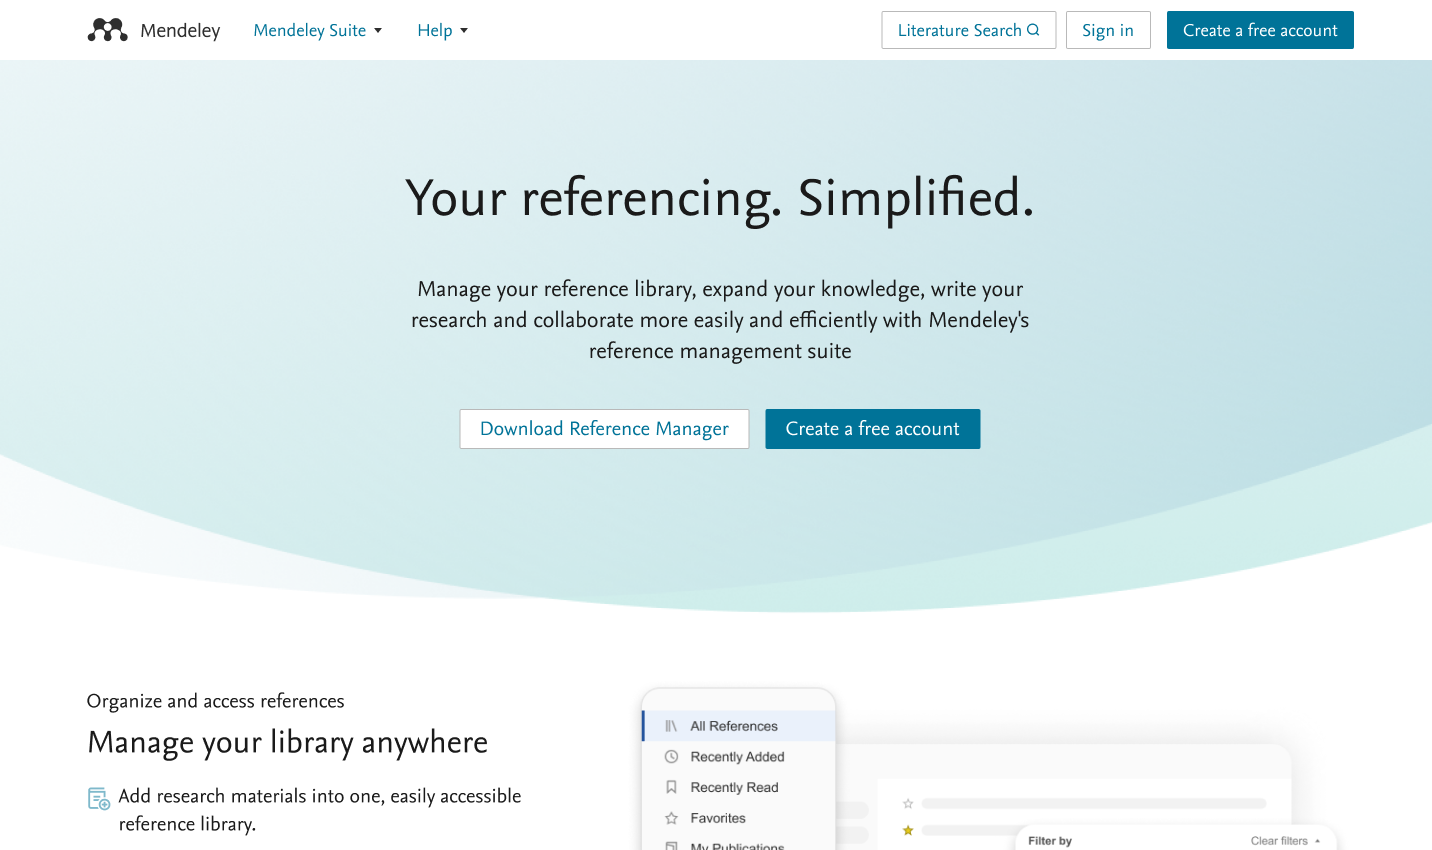 Mendeley
Mendeley Suite
Help
Literature Search
Sign in
Create a free account
Your referencing. Simplified.
Manage your reference library, expand your knowledge, write your
research and collaborate more easily and efficiently with Mendeley's
reference management suite
Download Reference Manager
Create a free account
Organize and access references
Manage your library anywhere
Add research materials into one, easily accessible
reference library.
All References
Recently Added
Recently Read
Favorites
My Publications
Filter by
Clear filters